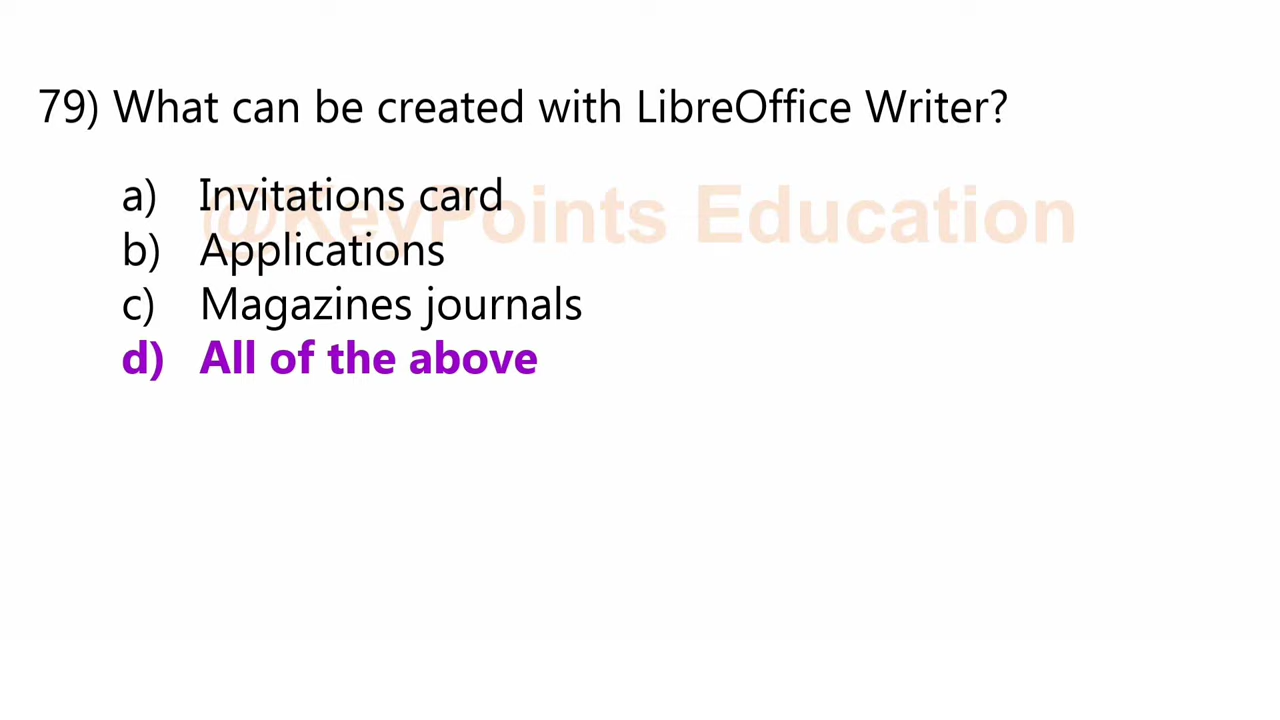 79) What can be created with LibreOffice Writer?
@KeyPoints Education
a) Invitations card
b) Applications
c) Magazines journals
d) All of the above